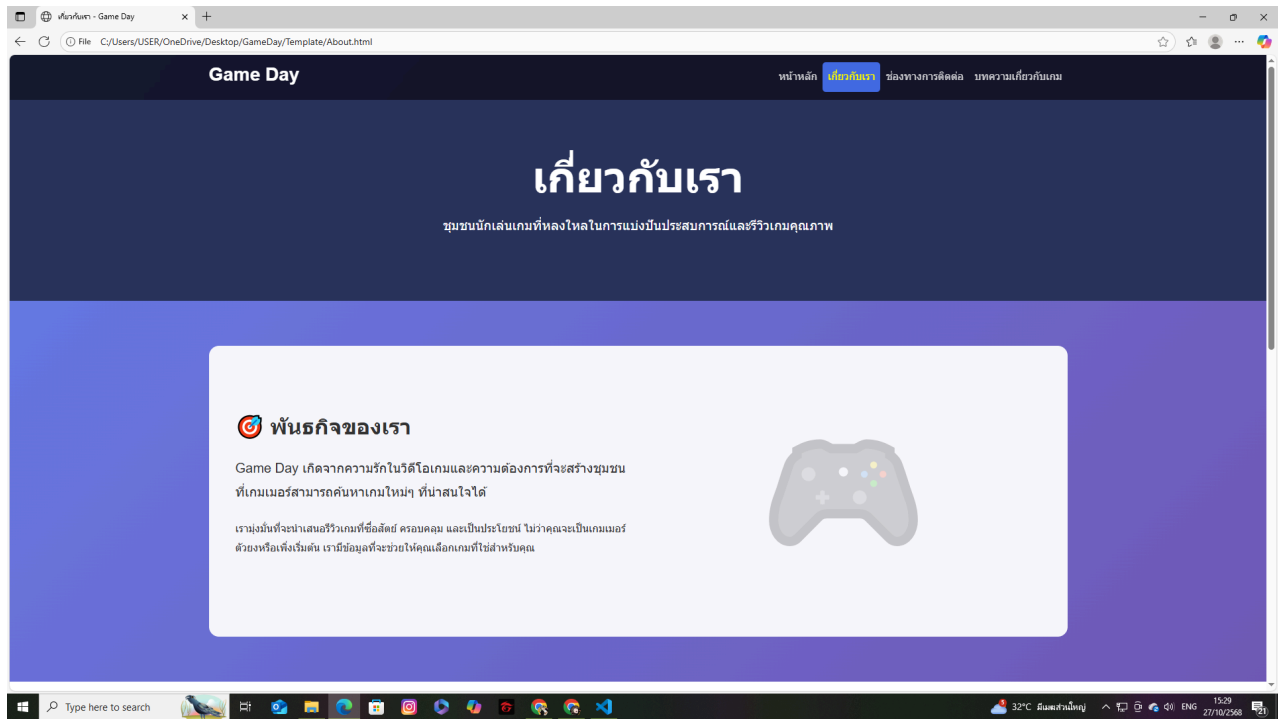 เกี่ยวกับเรา - Game Day
File C:/Users/USER/OneDrive/Desktop/GameDay/Template/About.html
Game Day
หน้าหลัก เกี่ยวกับเรา ช่องทางการติดต่อ บทความเกี่ยวกับเกม
เกี่ยวกับเรา
ชุมชนนักเล่นเกมที่หลงใหลในการแบ่งปันประสบการณ์และรีวิวเกมคุณภาพ
🎯 พันธกิจของเรา
Game Day เกิดจากความรักในวิดีโอเกมและความต้องการที่จะสร้างชุมชน
ที่เกมเมอร์สามารถค้นหาเกมใหม่ๆ ที่น่าสนใจได้
เรามุ่งมั่นที่จะนำเสนอรีวิวเกมที่ซื่อสัตย์ ครอบคลุม และเป็นประโยชน์ ไม่ว่าคุณจะเป็นเกมเมอร์
ตัวยงหรือเพิ่งเริ่มต้น เรามีข้อมูลที่จะช่วยให้คุณเลือกเกมที่ใช่สำหรับคุณ
Type here to search
32°C มีแดดส่วนใหญ่
ENG
15:29
27/10/2568
21